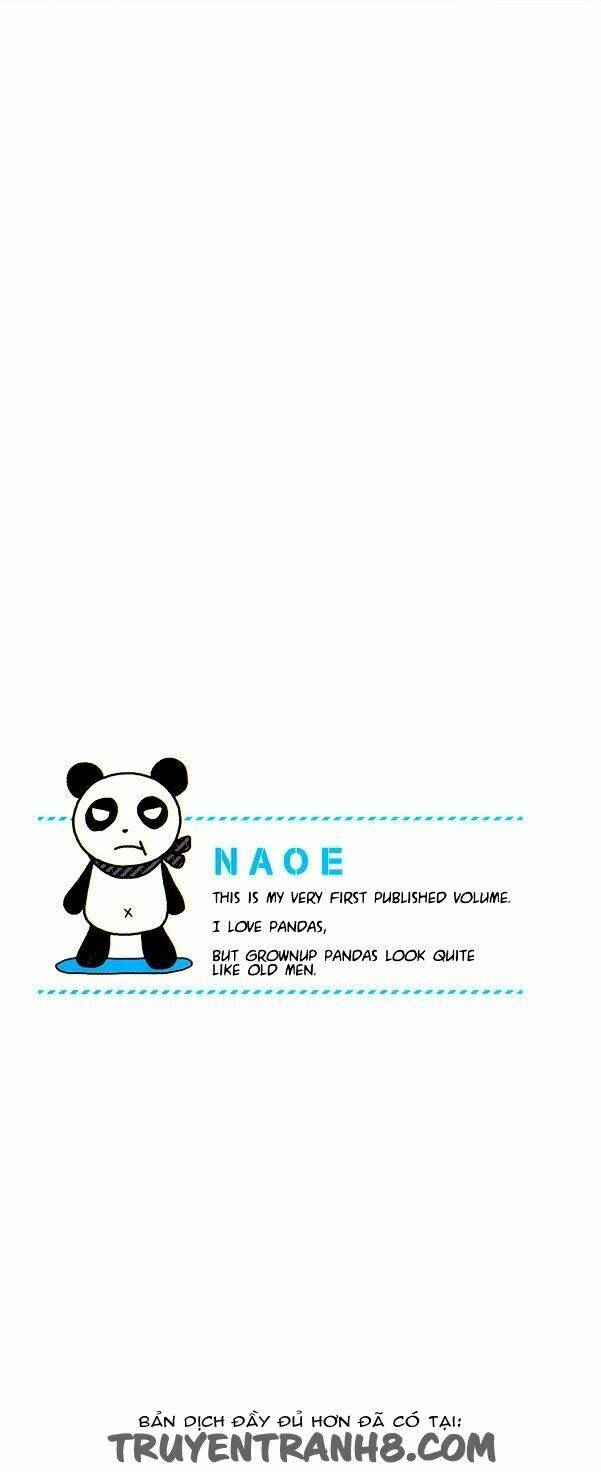 NAOE
THIS IS MY VERY FIRST PUBLISHED VOLUME.
I LOVE PANDAS,
BUT GROWNUP PANDAS LOOK QUITE
LIKE OLD MEN.
BẢN DỊCH ĐẦY ĐỦ HƠN ĐÃ CÓ TẠI:
TRUYENTRANH8.COM